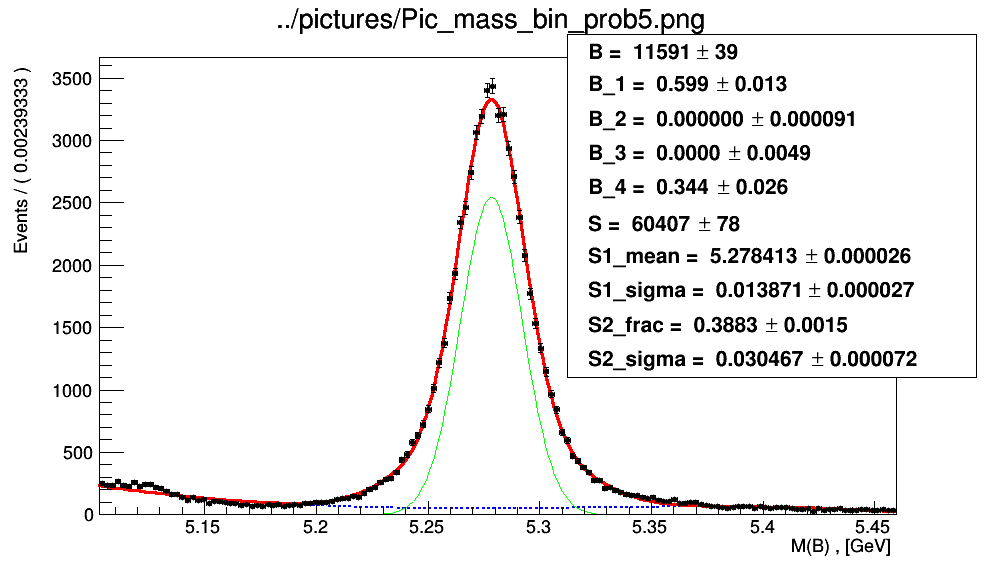 ../pictures/Pic_mass_bin_prob5.png
B = 11591 ± 39
B_1 = 0.599 ± 0.013
B_2 = 0.000000 ± 0.000091
B_3 = 0.0000 ± 0.0049
B_4 = 0.344 ± 0.026
S = 60407 ± 78
S1_mean = 5.278413 ± 0.000026
S1_sigma = 0.013871 ± 0.000027
S2_frac = 0.3883 ± 0.0015
S2_sigma = 0.030467 ± 0.000072
Events / ( 0.00239333 )
3500
3000
2500
2000
1500
1000
500
0
5.15 5.2 5.25 5.3 5.35 5.4 5.45
M(B) , [GeV]